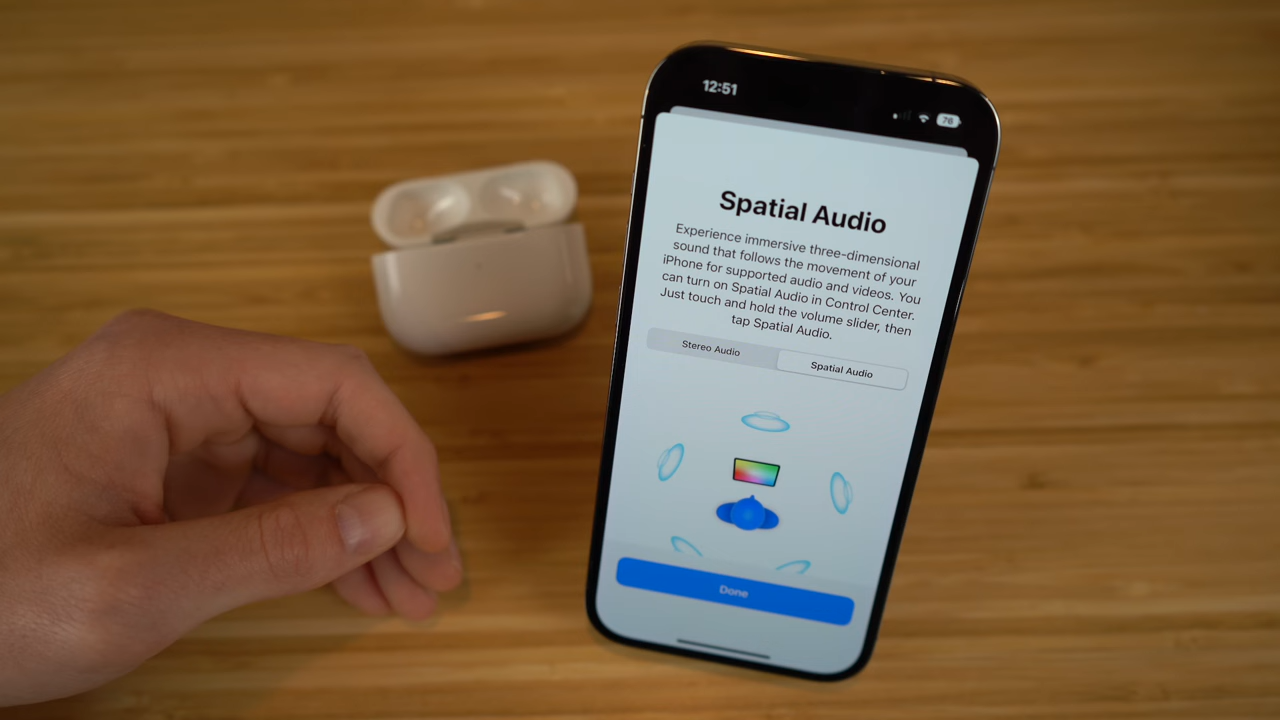 12:51
78
Spatial Audio
Experience immersive three-dimensional
sound that follows the movement of your
iPhone for supported audio and videos. You
can turn on Spatial Audio in Control Center.
Just touch and hold the volume slider, then
tap Spatial Audio.
Stereo Audio
Spatial Audio
Done